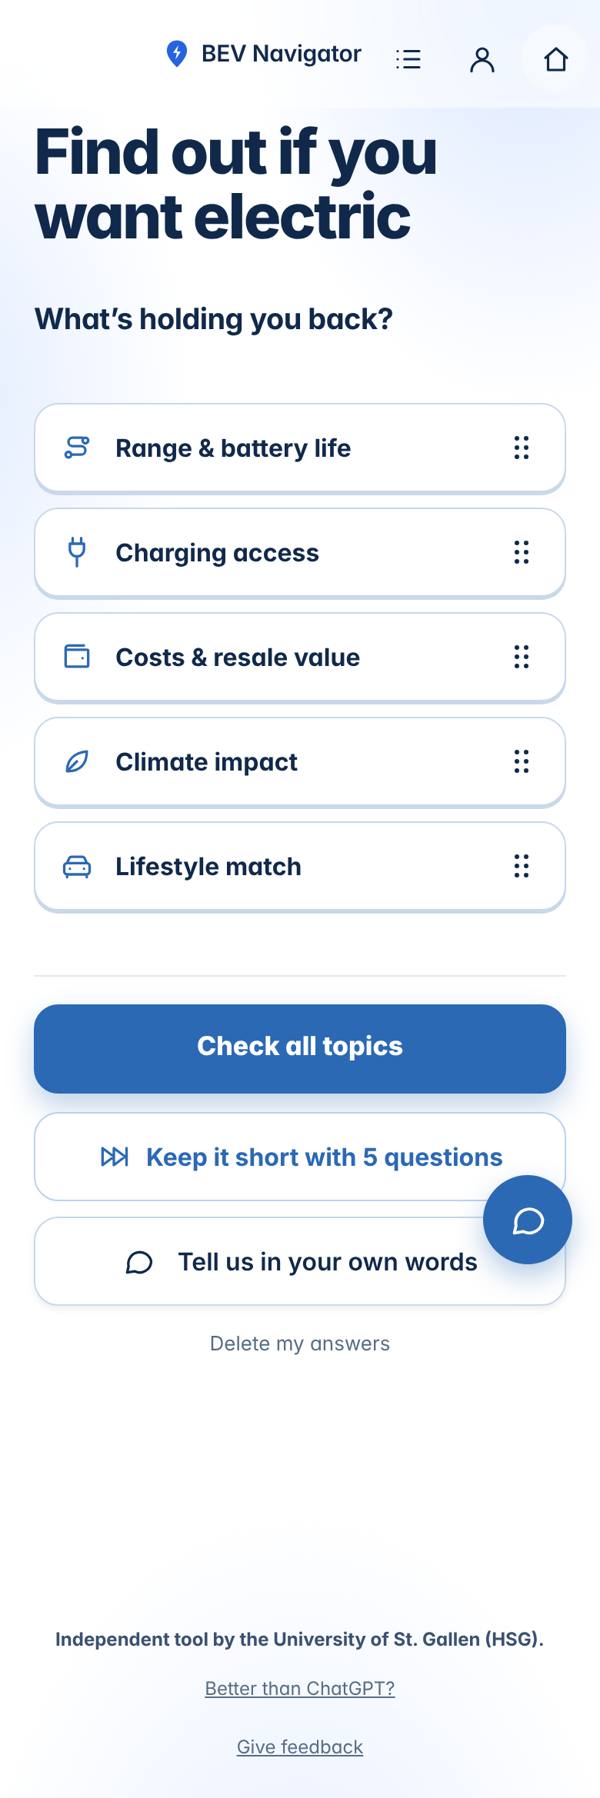 BEV Navigator
Find out if you
want electric
What’s holding you back?
Range & battery life
Charging access
Costs & resale value
Climate impact
Lifestyle match
Check all topics
Keep it short with 5 questions
Tell us in your own words
Delete my answers
Independent tool by the University of St. Gallen (HSG).
Better than ChatGPT?
Give feedback